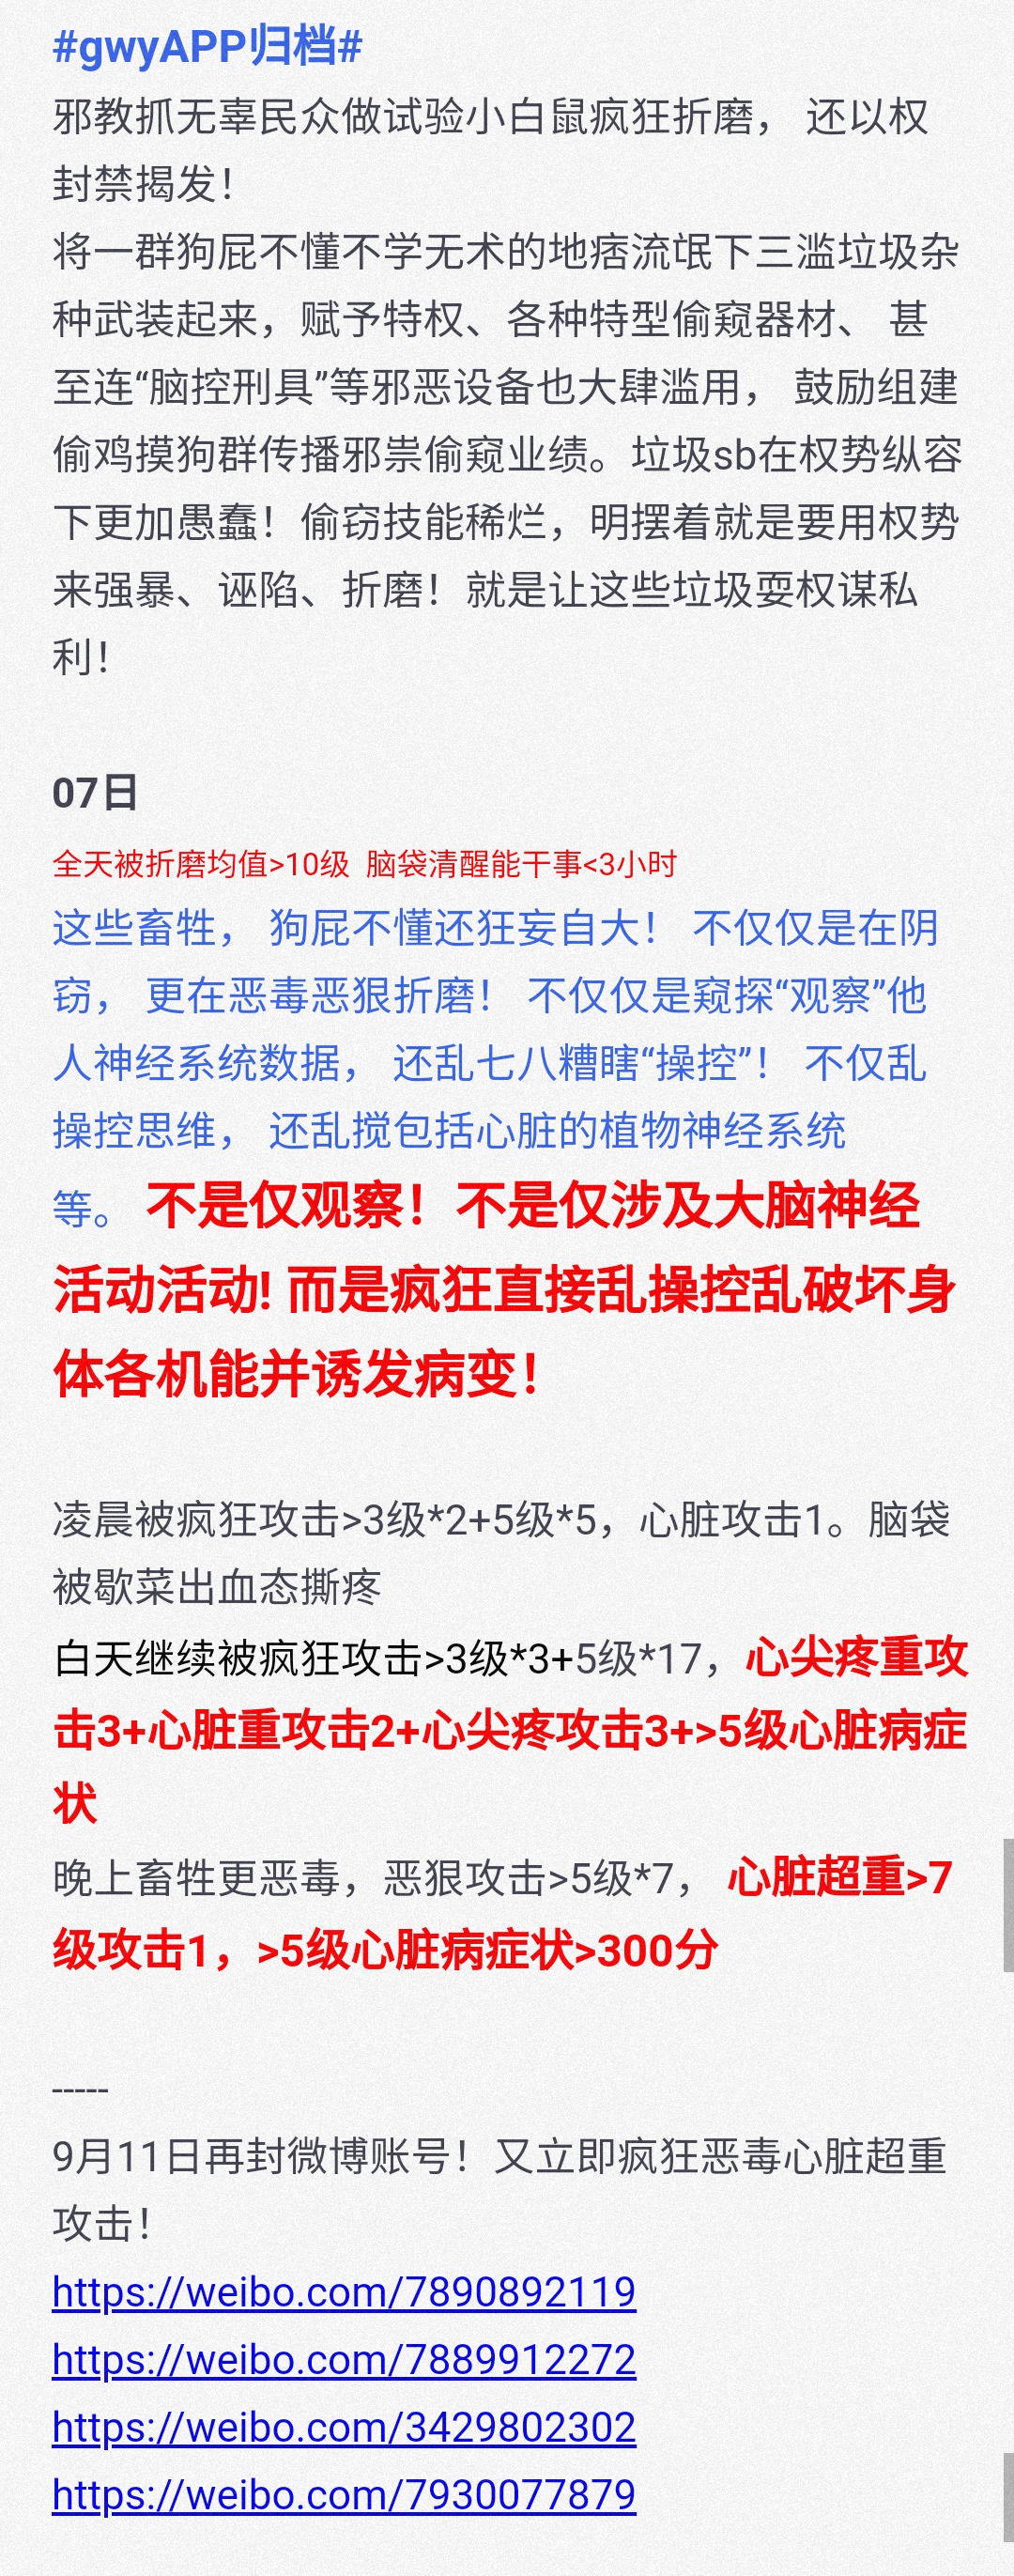 #gwyAPP归档#
邪教抓无辜民众做试验小白鼠疯狂折磨， 还以权
封禁揭发！
将一群狗屁不懂不学无术的地痞流氓下三滥垃圾杂
种武装起来，赋予特权、各种特型偷窥器材、 甚
至连“脑控刑具”等邪恶设备也大肆滥用， 鼓励组建
偷鸡摸狗群传播邪祟偷窥业绩。垃圾sb在权势纵容
下更加愚蠢！偷窃技能稀烂，明摆着就是要用权势
来强暴、诬陷、折磨！就是让这些垃圾耍权谋私
利！
07日
全天被折磨均值>10级 脑袋清醒能干事<3小时
这些畜牲， 狗屁不懂还狂妄自大！ 不仅仅是在阴
窃， 更在恶毒恶狠折磨！ 不仅仅是窥探“观察”他
人神经系统数据， 还乱七八糟瞎“操控”！ 不仅乱
操控思维， 还乱搅包括心脏的植物神经系统
等。 不是仅观察！不是仅涉及大脑神经
活动活动! 而是疯狂直接乱操控乱破坏身
体各机能并诱发病变！
凌晨被疯狂攻击>3级*2+5级*5，心脏攻击1。脑袋
被歇菜出血态撕疼
白天继续被疯狂攻击>3级*3+5级*17，心尖疼重攻
击3+心脏重攻击2+心尖疼攻击3+>5级心脏病症
状
晚上畜牲更恶毒，恶狠攻击>5级*7， 心脏超重>7
级攻击1，>5级心脏病症状>300分
-----
9月11日再封微博账号！又立即疯狂恶毒心脏超重
攻击！
https://weibo.com/7890892119
https://weibo.com/7889912272
https://weibo.com/3429802302
https://weibo.com/7930077879